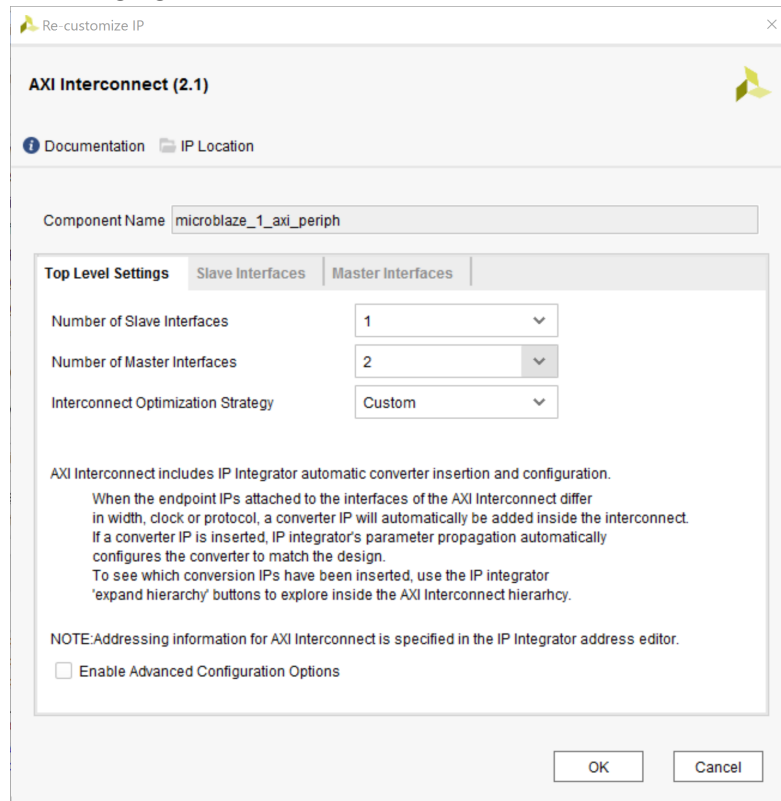 Re-customize IP
AXI Interconnect (2.1)
Documentation IP Location
Component Name microblaze_1_axi_periph
Top Level Settings Slave Interfaces Master Interfaces
Number of Slave Interfaces 1
Number of Master Interfaces 2
Interconnect Optimization Strategy Custom
AXI Interconnect includes IP Integrator automatic converter insertion and configuration.
When the endpoint IPs attached to the interfaces of the AXI Interconnect differ
in width, clock or protocol, a converter IP will automatically be added inside the interconnect.
If a converter IP is inserted, IP integrator's parameter propagation automatically
configures the converter to match the design.
To see which conversion IPs have been inserted, use the IP integrator
'expand hierarchy' buttons to explore inside the AXI Interconnect hierarhcy.
NOTE:Addressing information for AXI Interconnect is specified in the IP Integrator address editor.
Enable Advanced Configuration Options
OK Cancel